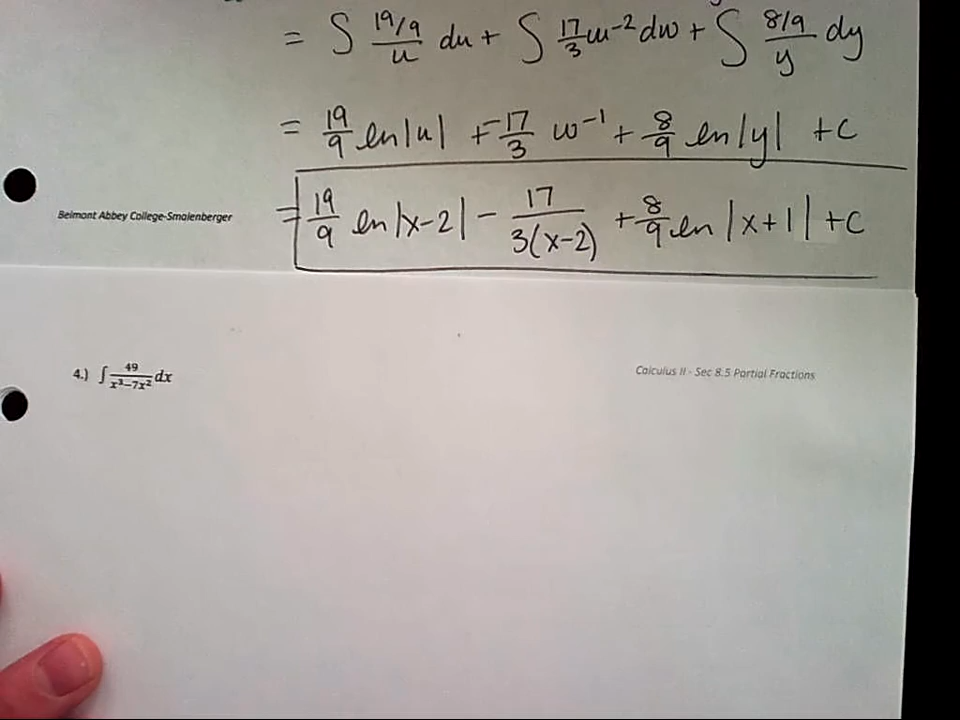 = ∫ (19/9)/u du + ∫ 17/3 w⁻² dw + ∫ (8/9)/y dy
= 19/9 ln|u| + -17/3 w⁻¹ + 8/9 ln|y| + C
= 19/9 ln|x-2| - 17/(3(x-2)) + 8/9 ln|x+1| + C
Belmont Abbey College-Smalenberger
Calculus II - Sec 8.5 Partial Fractions
4.) ∫ 49/(x³-7x²) dx